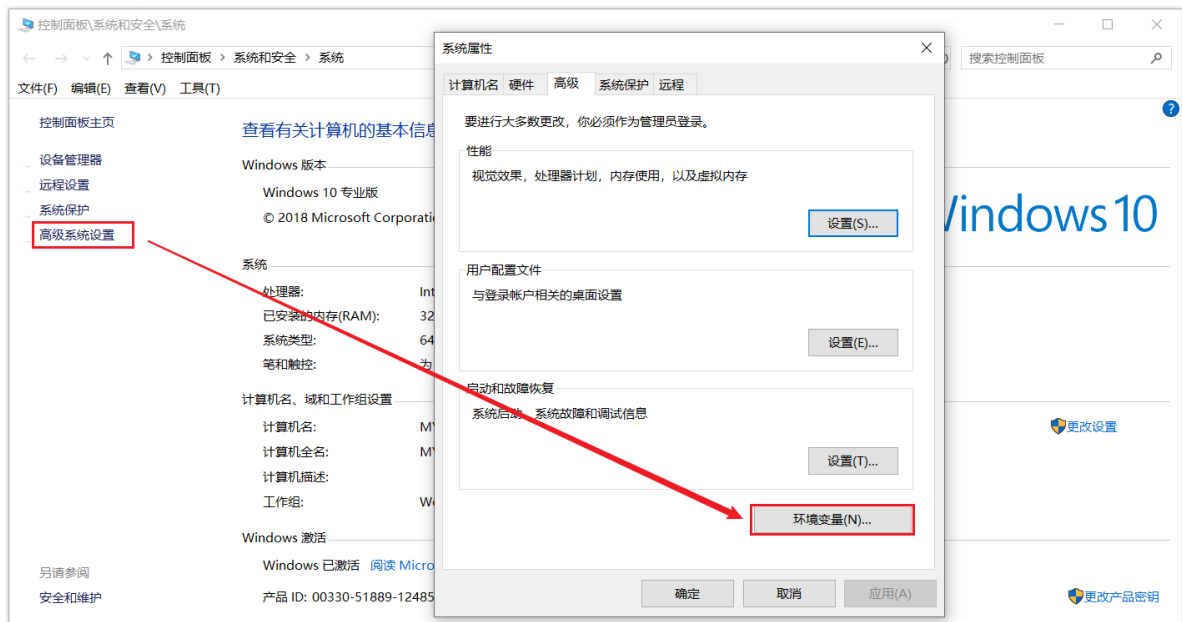 控制面板\系统和安全\系统
控制面板 > 系统和安全 > 系统
搜索控制面板
文件(F) 编辑(E) 查看(V) 工具(T)
控制面板主页
设备管理器
远程设置
系统保护
高级系统设置
另请参阅
安全和维护
查看有关计算机的基本信息
Windows 版本
Windows 10 专业版
© 2018 Microsoft Corporatio
系统
处理器: Int
已安装的内存(RAM): 32
系统类型: 64
笔和触控: 为
计算机名、域和工作组设置
计算机名: MY
计算机全名: MY
计算机描述:
工作组: Wo
Windows 激活
Windows 已激活 阅读 Micro
产品 ID: 00330-51889-12485
系统属性
计算机名 硬件 高级 系统保护 远程
要进行大多数更改，你必须作为管理员登录。
性能
视觉效果，处理器计划，内存使用，以及虚拟内存
设置(S)...
用户配置文件
与登录帐户相关的桌面设置
设置(E)...
启动和故障恢复
系统启动、系统故障和调试信息
设置(T)...
环境变量(N)...
确定 取消 应用(A)
?
indows 10
更改设置
更改产品密钥